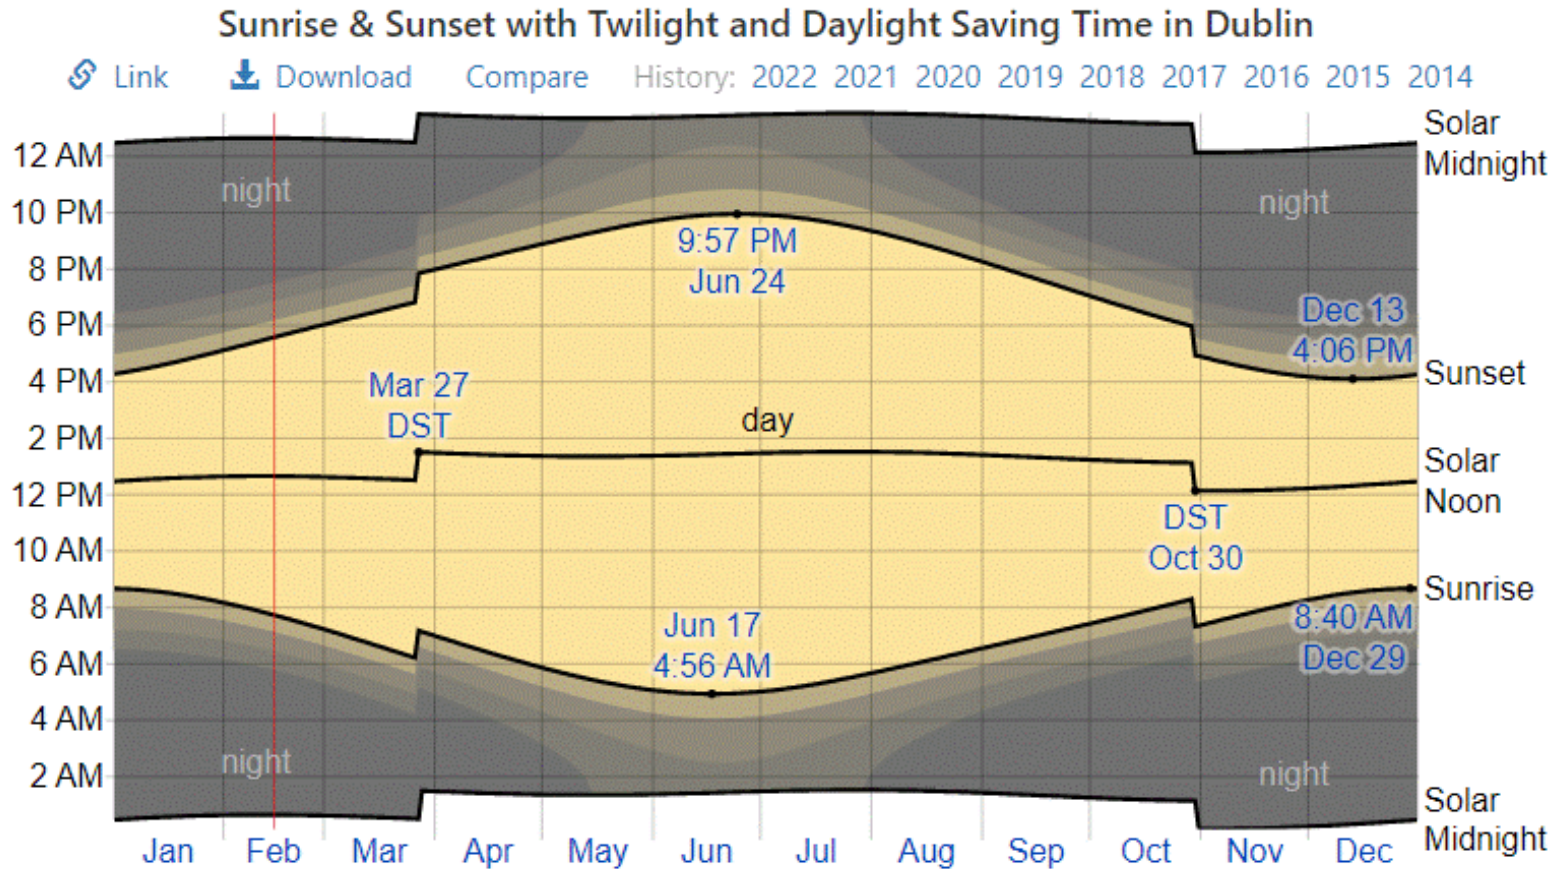 Sunrise & Sunset with Twilight and Daylight Saving Time in Dublin
Link Download Compare History: 2022 2021 2020 2019 2018 2017 2016 2015 2014
Solar
Midnight
12 AM
night
night
10 PM
9:57 PM
Jun 24
8 PM
6 PM
Dec 13
4:06 PM
4 PM
Sunset
Mar 27
DST
day
2 PM
Solar
Noon
12 PM
DST
Oct 30
10 AM
Sunrise
8 AM
8:40 AM
Dec 29
Jun 17
4:56 AM
6 AM
4 AM
night
night
2 AM
Solar
Midnight
Jan Feb Mar Apr May Jun Jul Aug Sep Oct Nov Dec